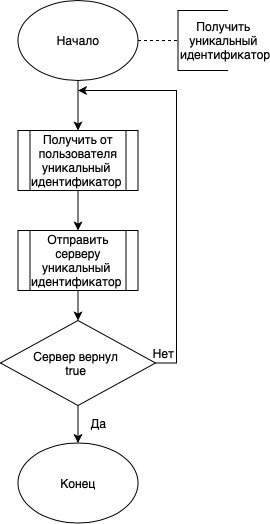 Начало
Получить
уникальный
идентификатор
Получить от
пользователя
уникальный
идентификатор
Отправить
серверу
уникальный
идентификатор
Сервер вернул
true
Нет
Да
Конец